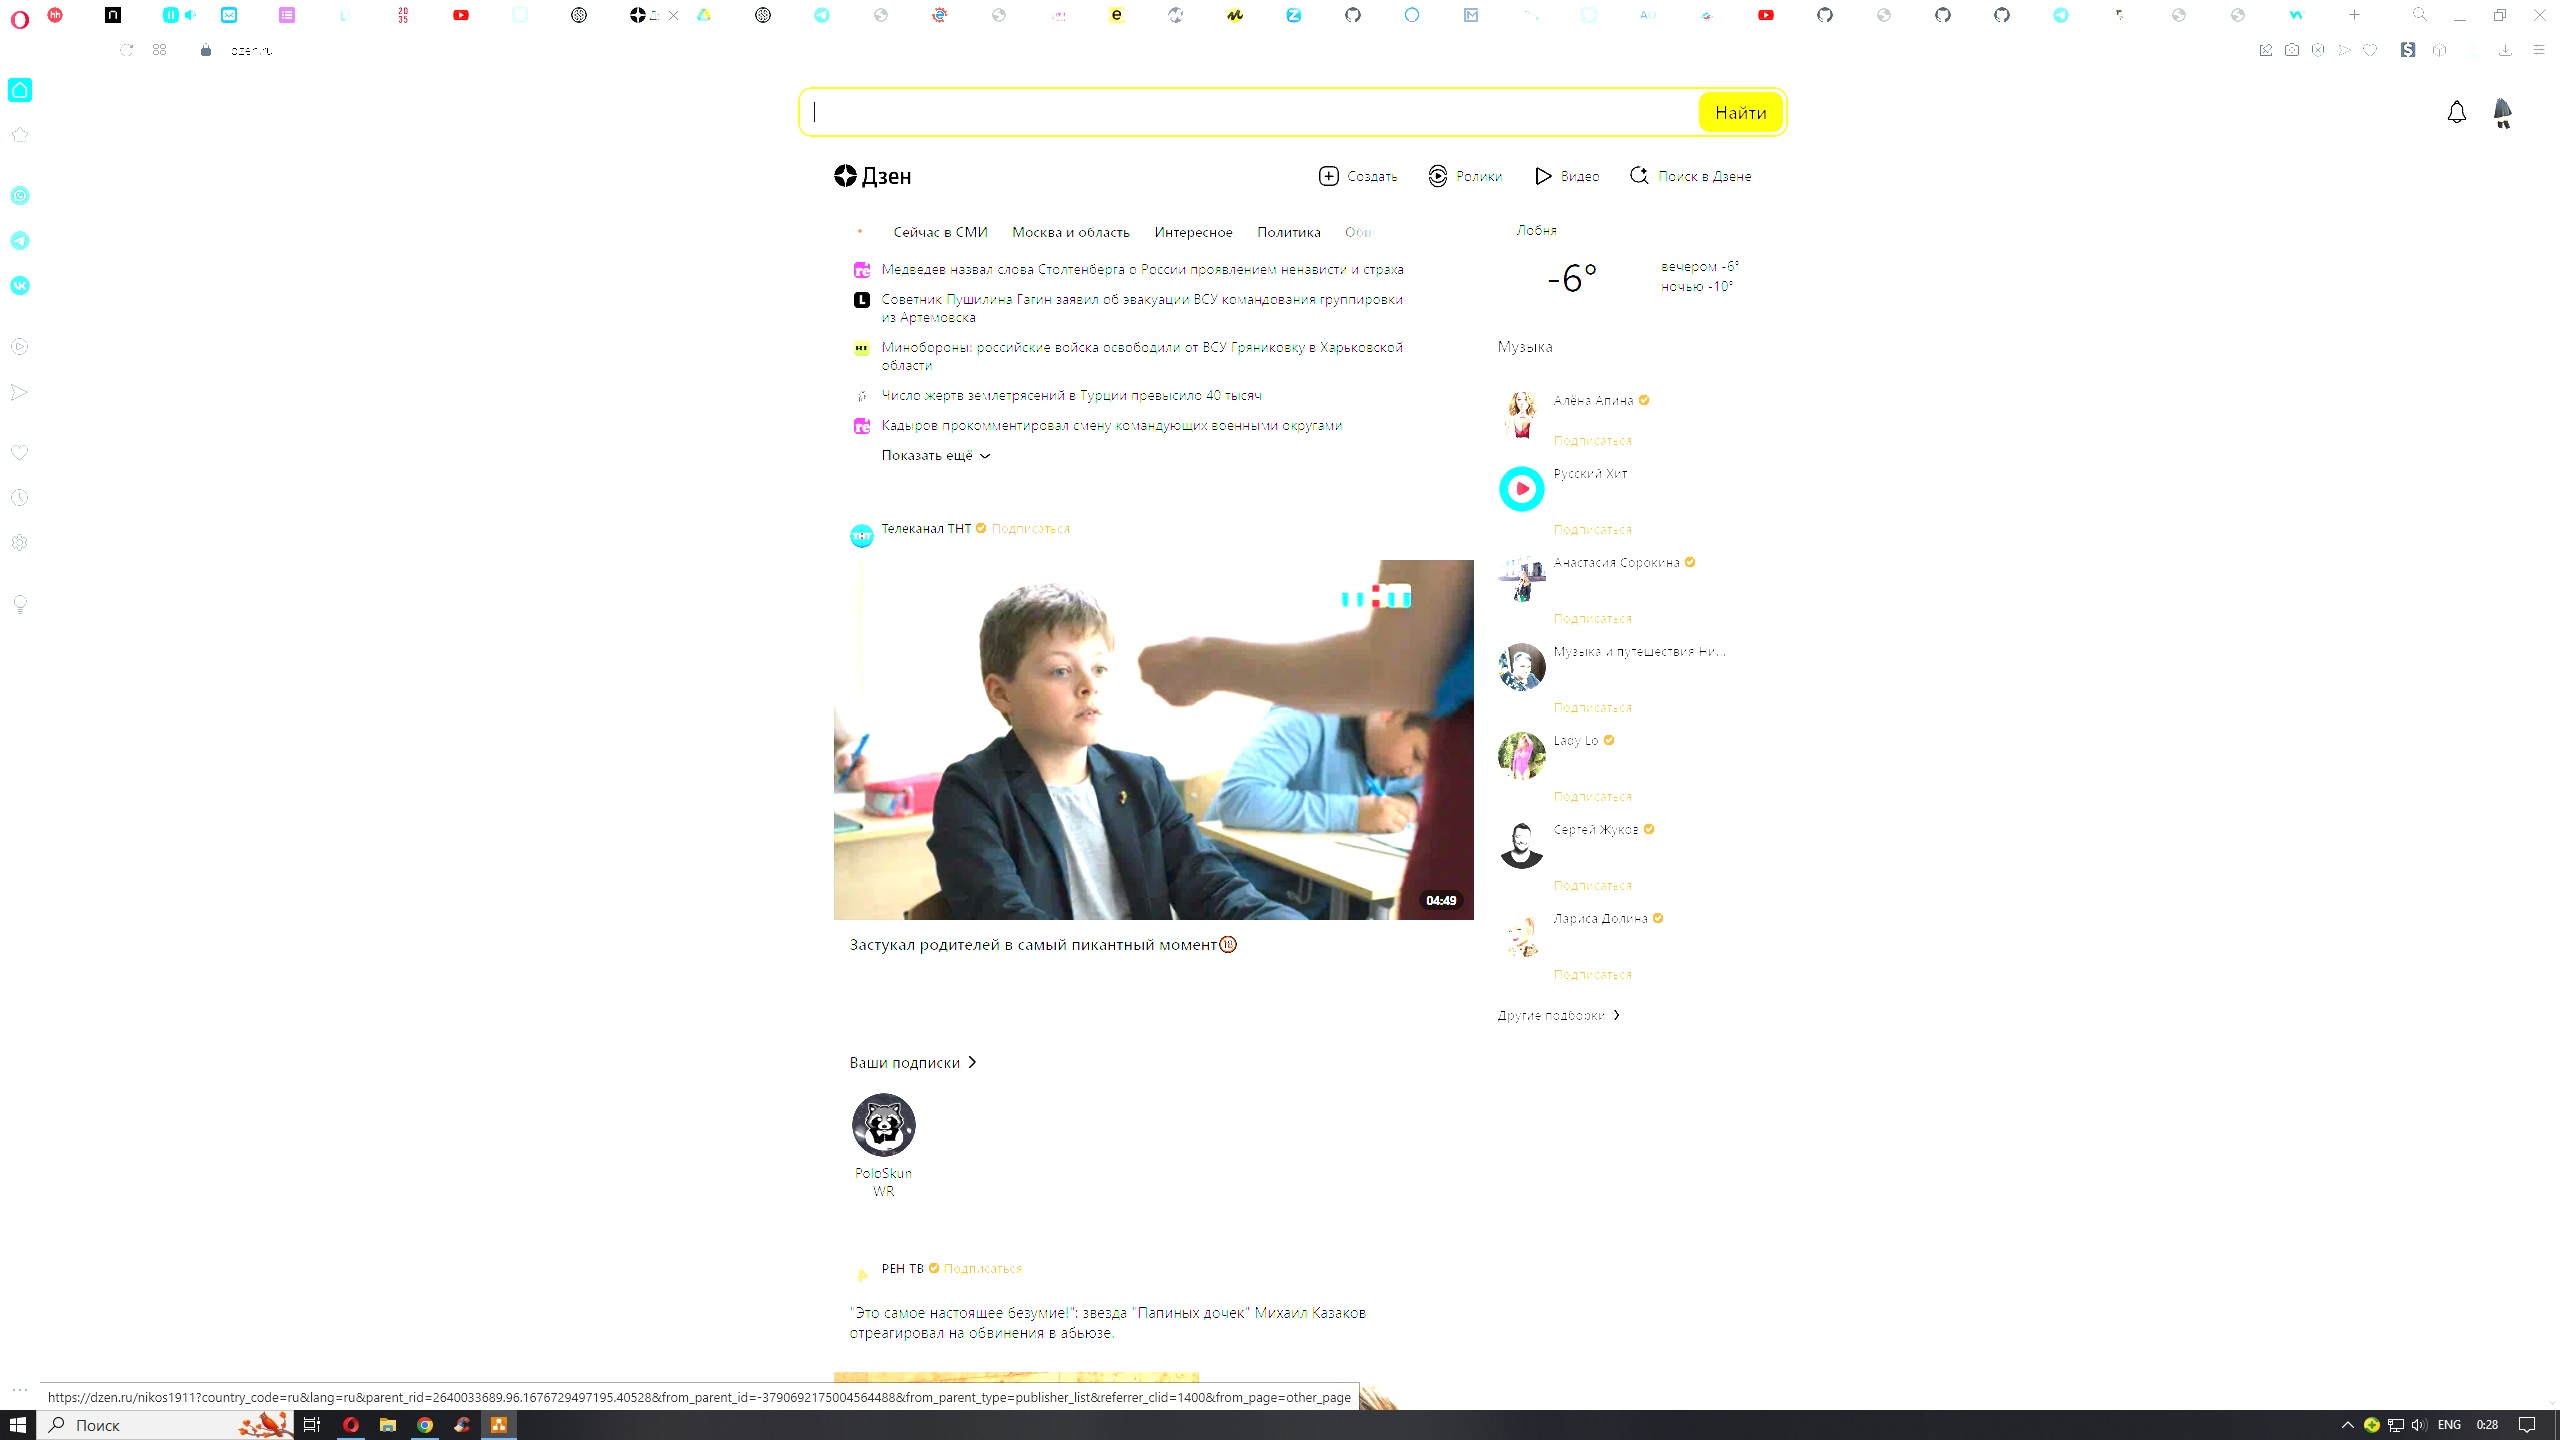 dzen.ru
Найти
Дзен
Создать
Ролики
Видео
Поиск в Дзене
Сейчас в СМИ
Москва и область
Интересное
Политика
Медведев назвал слова Столтенберга о России проявлением ненависти и страха
Советник Пушилина Гагин заявил об эвакуации ВСУ командования группировки
из Артемовска
Минобороны: российские войска освободили от ВСУ Гряниковку в Харьковской
области
Число жертв землетрясений в Турции превысило 40 тысяч
Кадыров прокомментировал смену командующих военными округами
Показать ещё
Лобня
-6°
вечером -6°
ночью -10°
Музыка
Алёна Апина
Подписаться
Русский Хит
Подписаться
Анастасия Сорокина
Подписаться
Музыка и путешествия Ни...
Подписаться
Lady Lo
Подписаться
Сергей Жуков
Подписаться
Лариса Долина
Подписаться
Другие подборки
Телеканал ТНТ Подписаться
04:49
Застукал родителей в самый пикантный момент🔞
Ваши подписки
PoloSkun
WR
РЕН ТВ Подписаться
"Это самое настоящее безумие!": звезда "Папиных дочек" Михаил Казаков
отреагировал на обвинения в абьюзе.
https://dzen.ru/nikos1911?country_code=ru&lang=ru&parent_rid=2640033689.96.1676729497195.40528&from_parent_id=-3790692175004564488&from_parent_type=publisher_list&referrer_clid=1400&from_page=other_page
Поиск
ENG
0:28